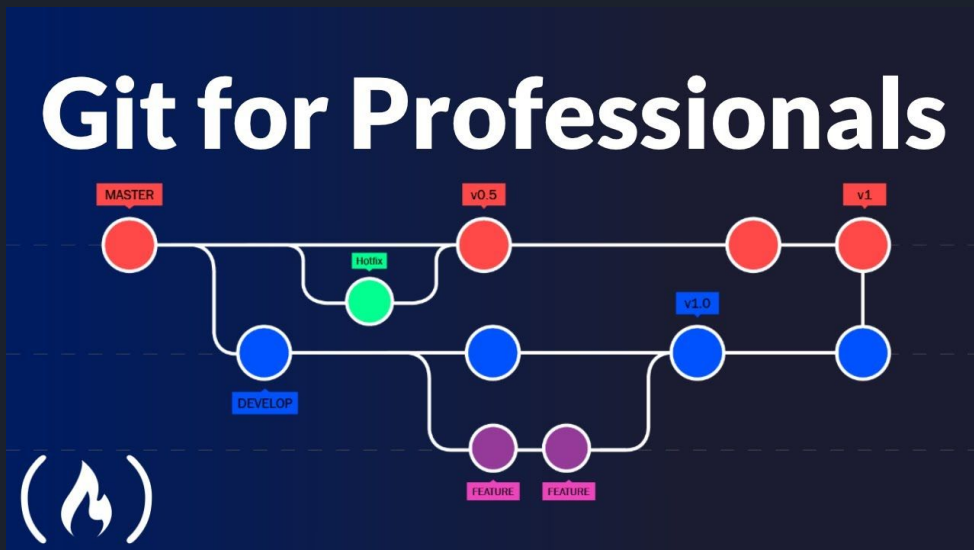 Git for Professionals
MASTER
v0.5
v1
Hotfix
v1.0
DEVELOP
FEATURE
FEATURE